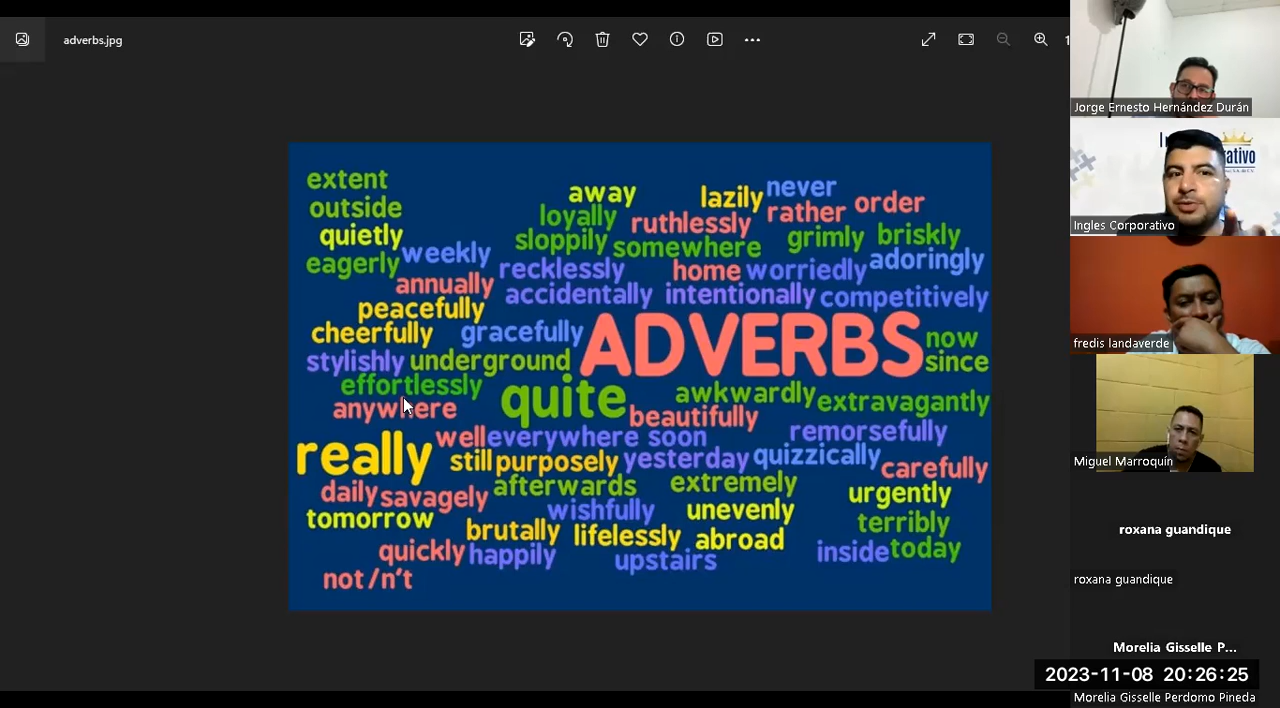 adverbs.jpg
1
extent
away
lazily
never
outside
loyally
ruthlessly
rather
order
quietly
weekly
sloppily
somewhere
grimly
briskly
eagerly
annually
recklessly
home
worriedly
adoringly
peacefully
accidentally
intentionally
competitively
cheerfully
gracefully
ADVERBS
now
stylishly
underground
since
effortlessly
quite
awkwardly
extravagantly
anywhere
beautifully
really
well
everywhere
soon
remorsefully
still
purposely
yesterday
quizzically
carefully
daily
savagely
afterwards
extremely
urgently
tomorrow
wishfully
unevenly
terribly
brutally
lifelessly
abroad
quickly
happily
upstairs
inside
today
not/n't
Jorge Ernesto Hernández Durán
Ingles Corporativo
fredis landaverde
Miguel Marroquín
roxana guandique
roxana guandique
Morelia Gisselle P...
2023-11-08 20:26:25
Morelia Gisselle Perdomo Pineda